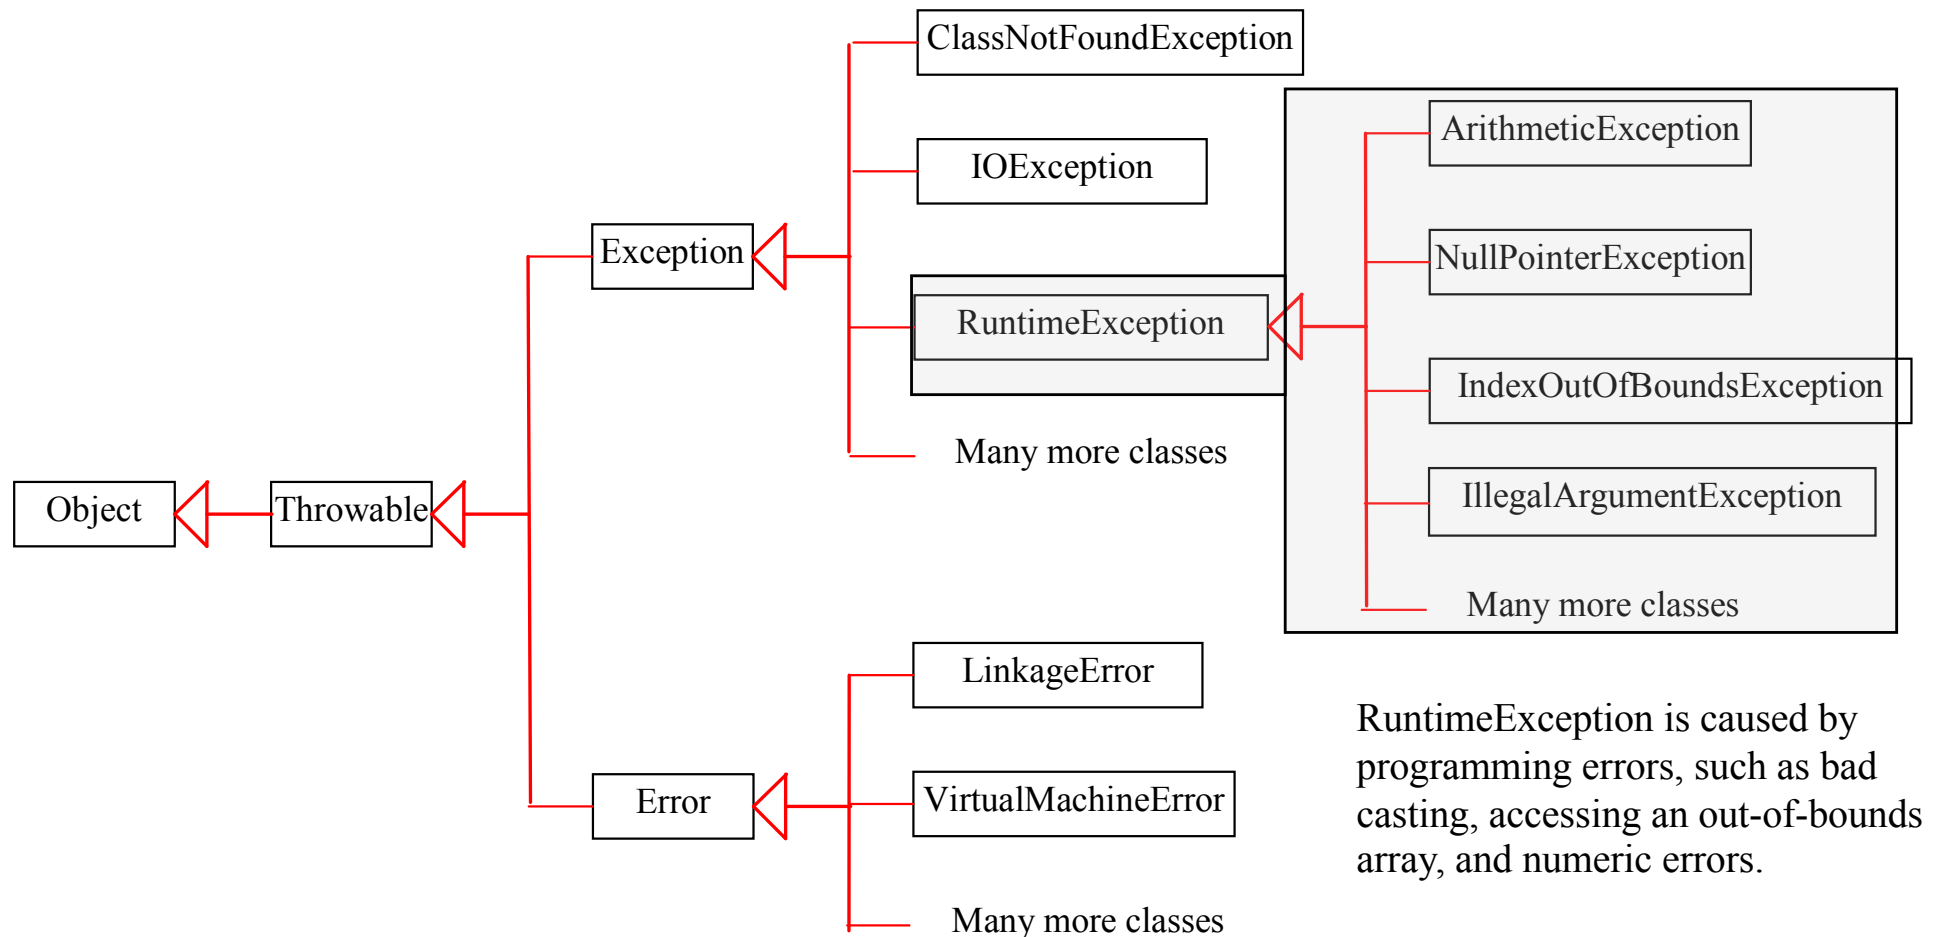 ClassNotFoundException
ArithmeticException
IOException
Exception
NullPointerException
RuntimeException
IndexOutOfBoundsException
Many more classes
Object
Throwable
IllegalArgumentException
Many more classes
LinkageError
RuntimeException is caused by
programming errors, such as bad
casting, accessing an out-of-bounds
array, and numeric errors.
Error
VirtualMachineError
Many more classes